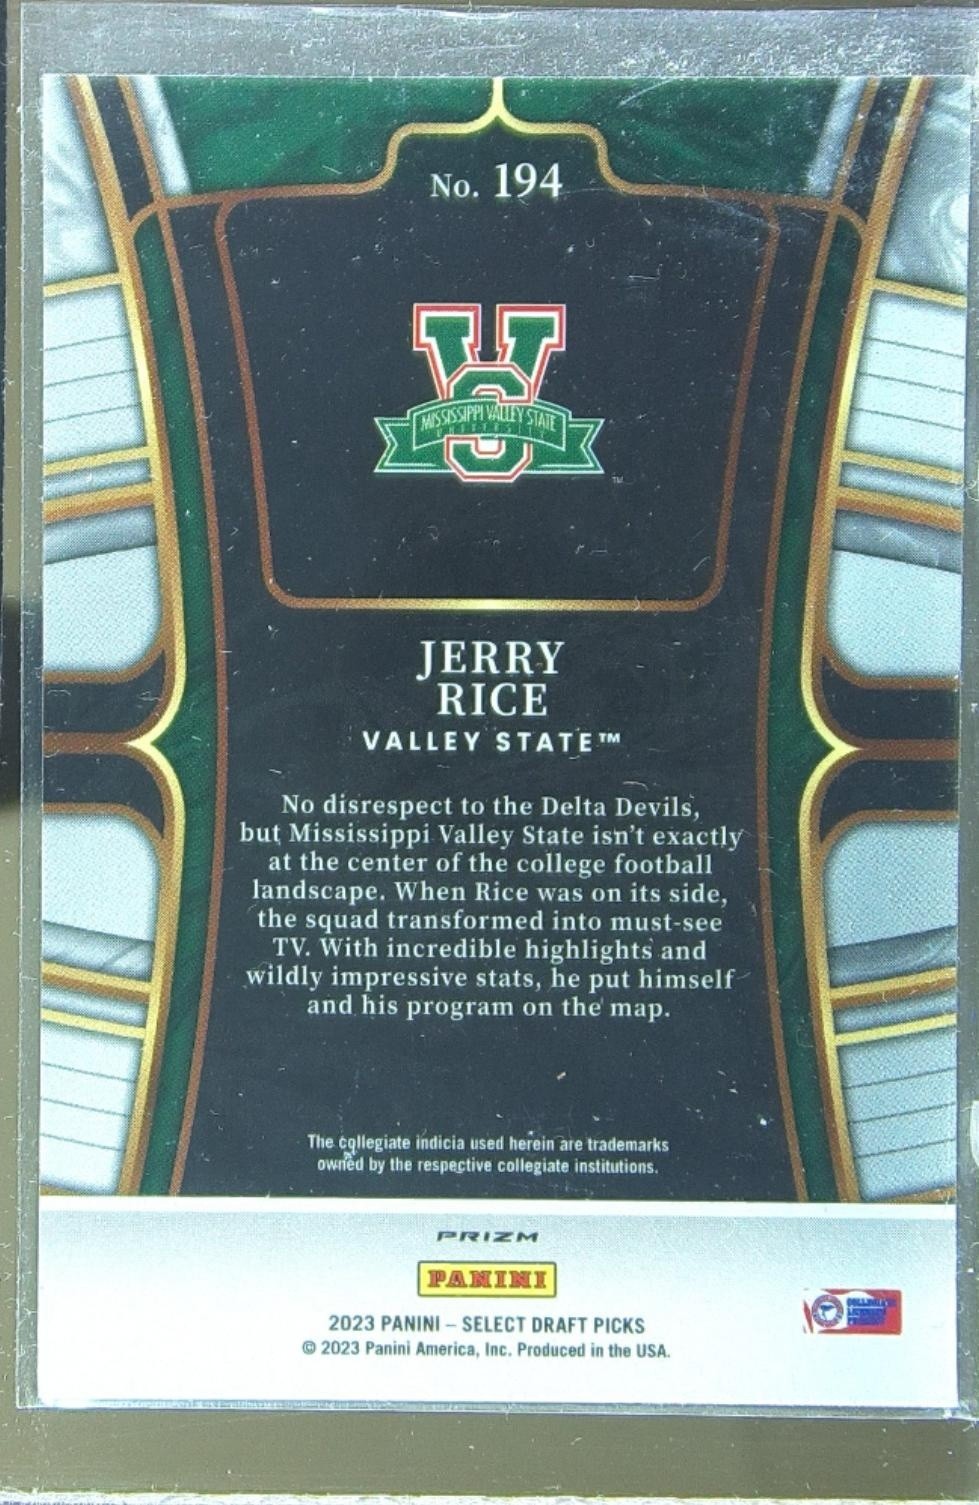 No. 194
MISSISSIPPI VALLEY STATE
UNIVERSITY
TM
JERRY
RICE
VALLEY STATE™
No disrespect to the Delta Devils,
but Mississippi Valley State isn't exactly
at the center of the college football
landscape. When Rice was on its side,
the squad transformed into must-see
TV. With incredible highlights and
wildly impressive stats, he put himself
and his program on the map.
The collegiate indicia used herein are trademarks
owned by the respective collegiate institutions.
PRIZM
PANINI
2023 PANINI – SELECT DRAFT PICKS
© 2023 Panini America, Inc. Produced in the USA.